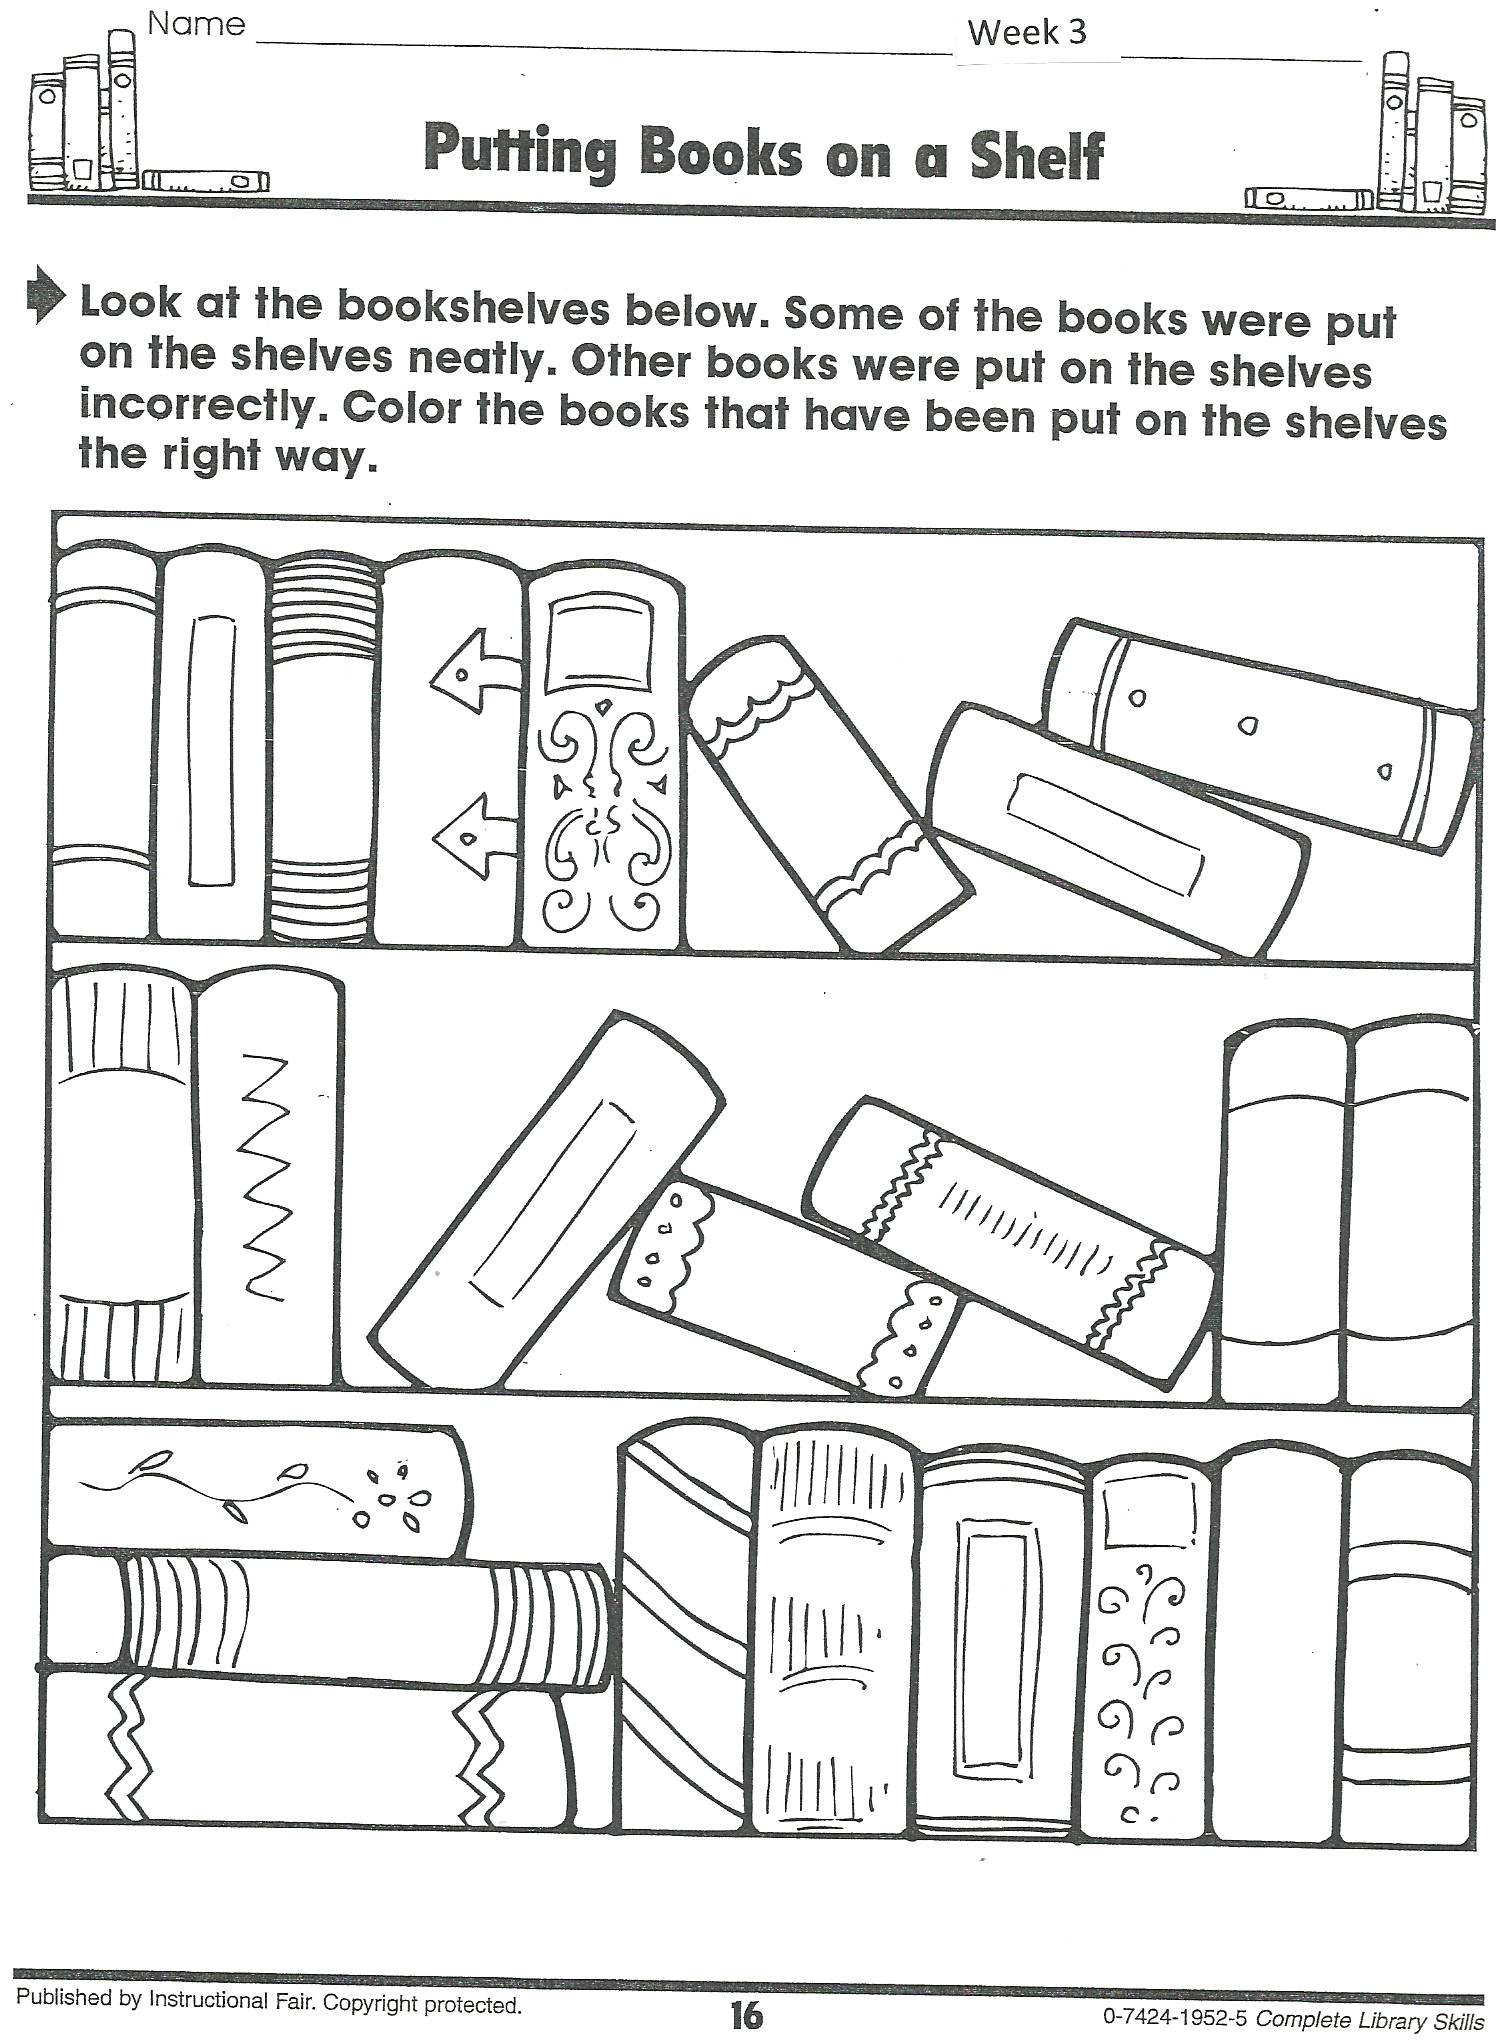 Name
Week 3
Putting Books on a Shelf
Look at the bookshelves below. Some of the books were put
on the shelves neatly. Other books were put on the shelves
incorrectly. Color the books that have been put on the shelves
the right way.
Published by Instructional Fair. Copyright protected.
16
0-7424-1952-5 Complete Library Skills